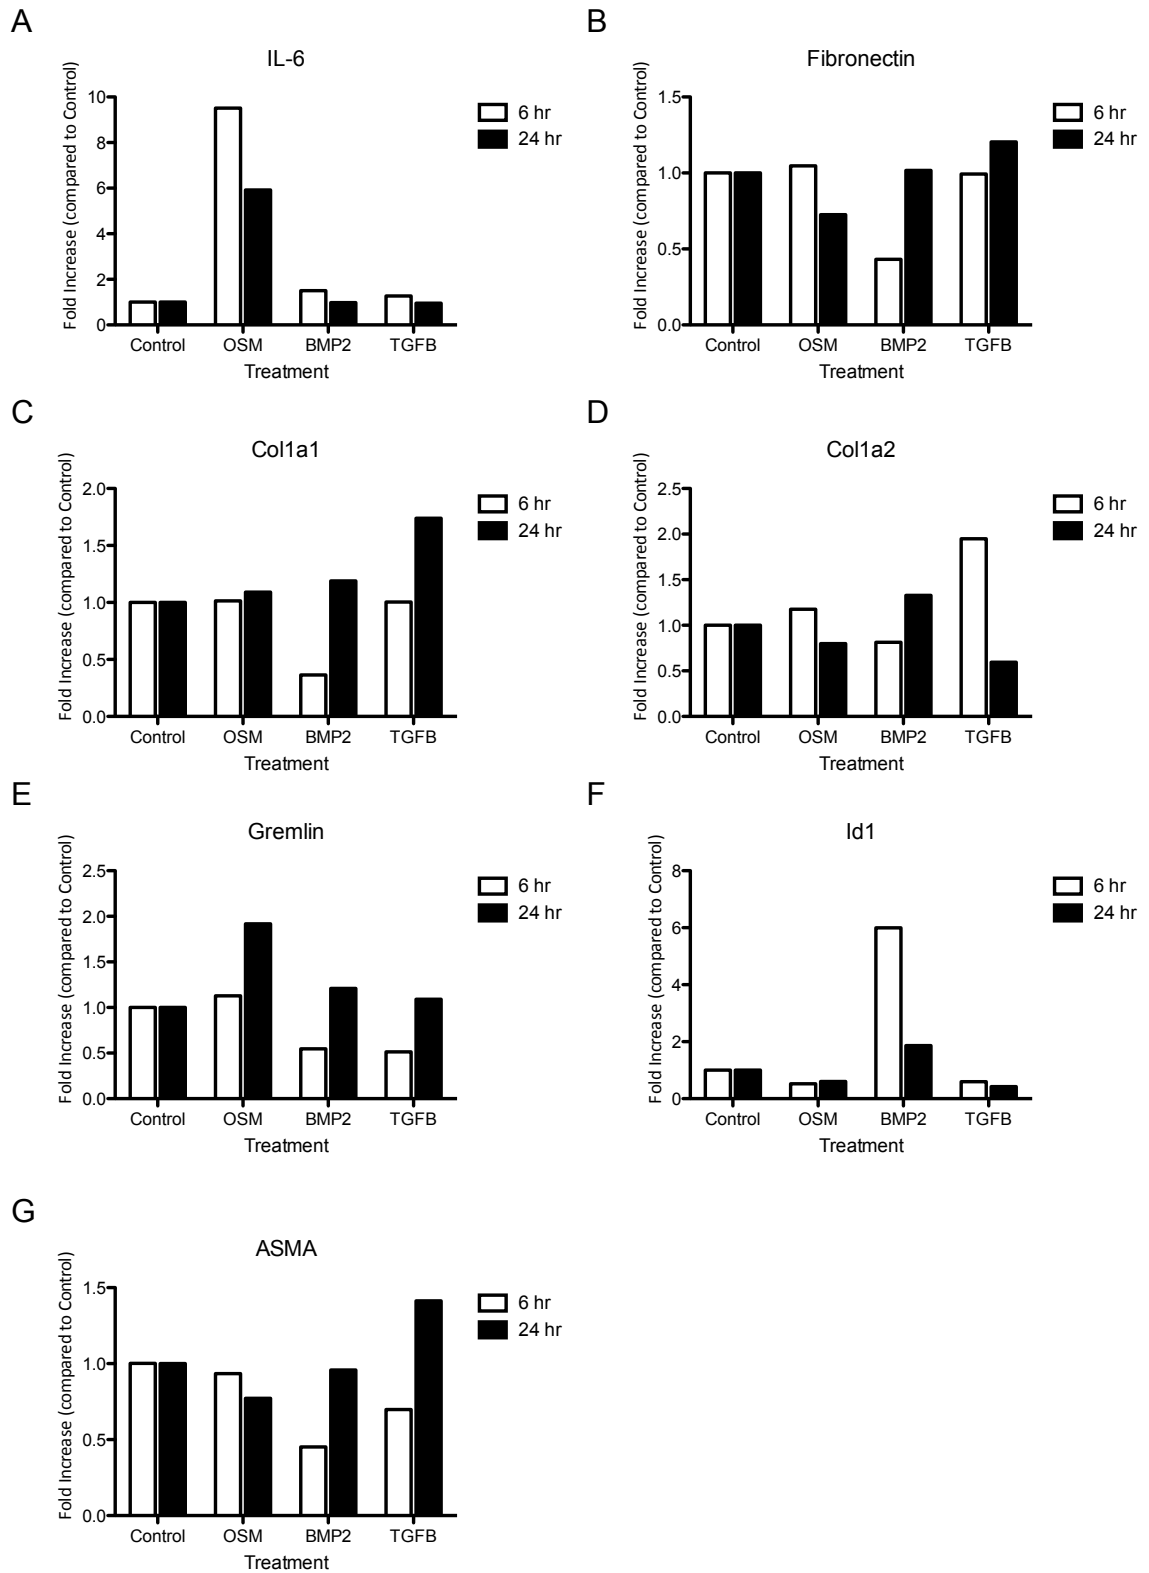 A
IL-6
Fold Increase (compared to Control)
10
8
6
4
2
0
Control OSM BMP2 TGFB
Treatment
6 hr
24 hr
B
Fibronectin
Fold Increase (compared to Control)
1.5
1.0
0.5
0.0
Control OSM BMP2 TGFB
Treatment
6 hr
24 hr
C
Col1a1
Fold Increase (compared to Control)
2.0
1.5
1.0
0.5
0.0
Control OSM BMP2 TGFB
Treatment
6 hr
24 hr
D
Col1a2
Fold Increase (compared to Control)
2.5
2.0
1.5
1.0
0.5
0.0
Control OSM BMP2 TGFB
Treatment
6 hr
24 hr
E
Gremlin
Fold Increase (compared to Control)
2.5
2.0
1.5
1.0
0.5
0.0
Control OSM BMP2 TGFB
Treatment
6 hr
24 hr
F
Id1
Fold Increase (compared to Control)
8
6
4
2
0
Control OSM BMP2 TGFB
Treatment
6 hr
24 hr
G
ASMA
Fold Increase (compared to Control)
1.5
1.0
0.5
0.0
Control OSM BMP2 TGFB
Treatment
6 hr
24 hr